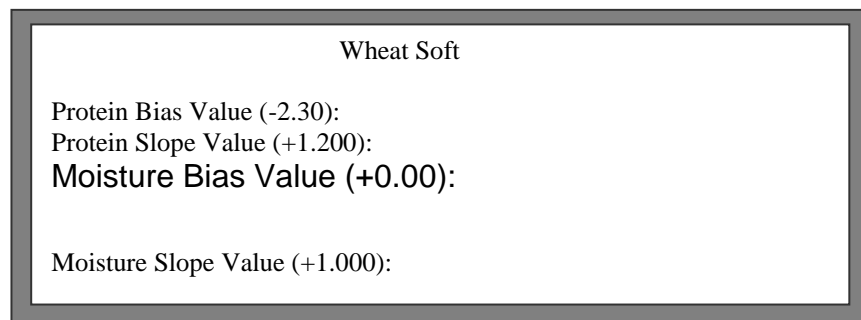 Wheat Soft
Protein Bias Value (-2.30):
Protein Slope Value (+1.200):
Moisture Bias Value (+0.00):
Moisture Slope Value (+1.000):